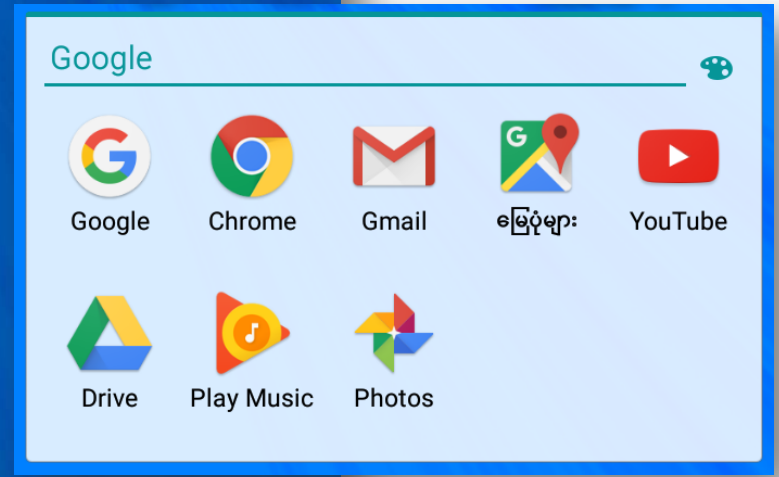 Google
Google Chrome Gmail မြေပုံများ YouTube
Drive Play Music Photos